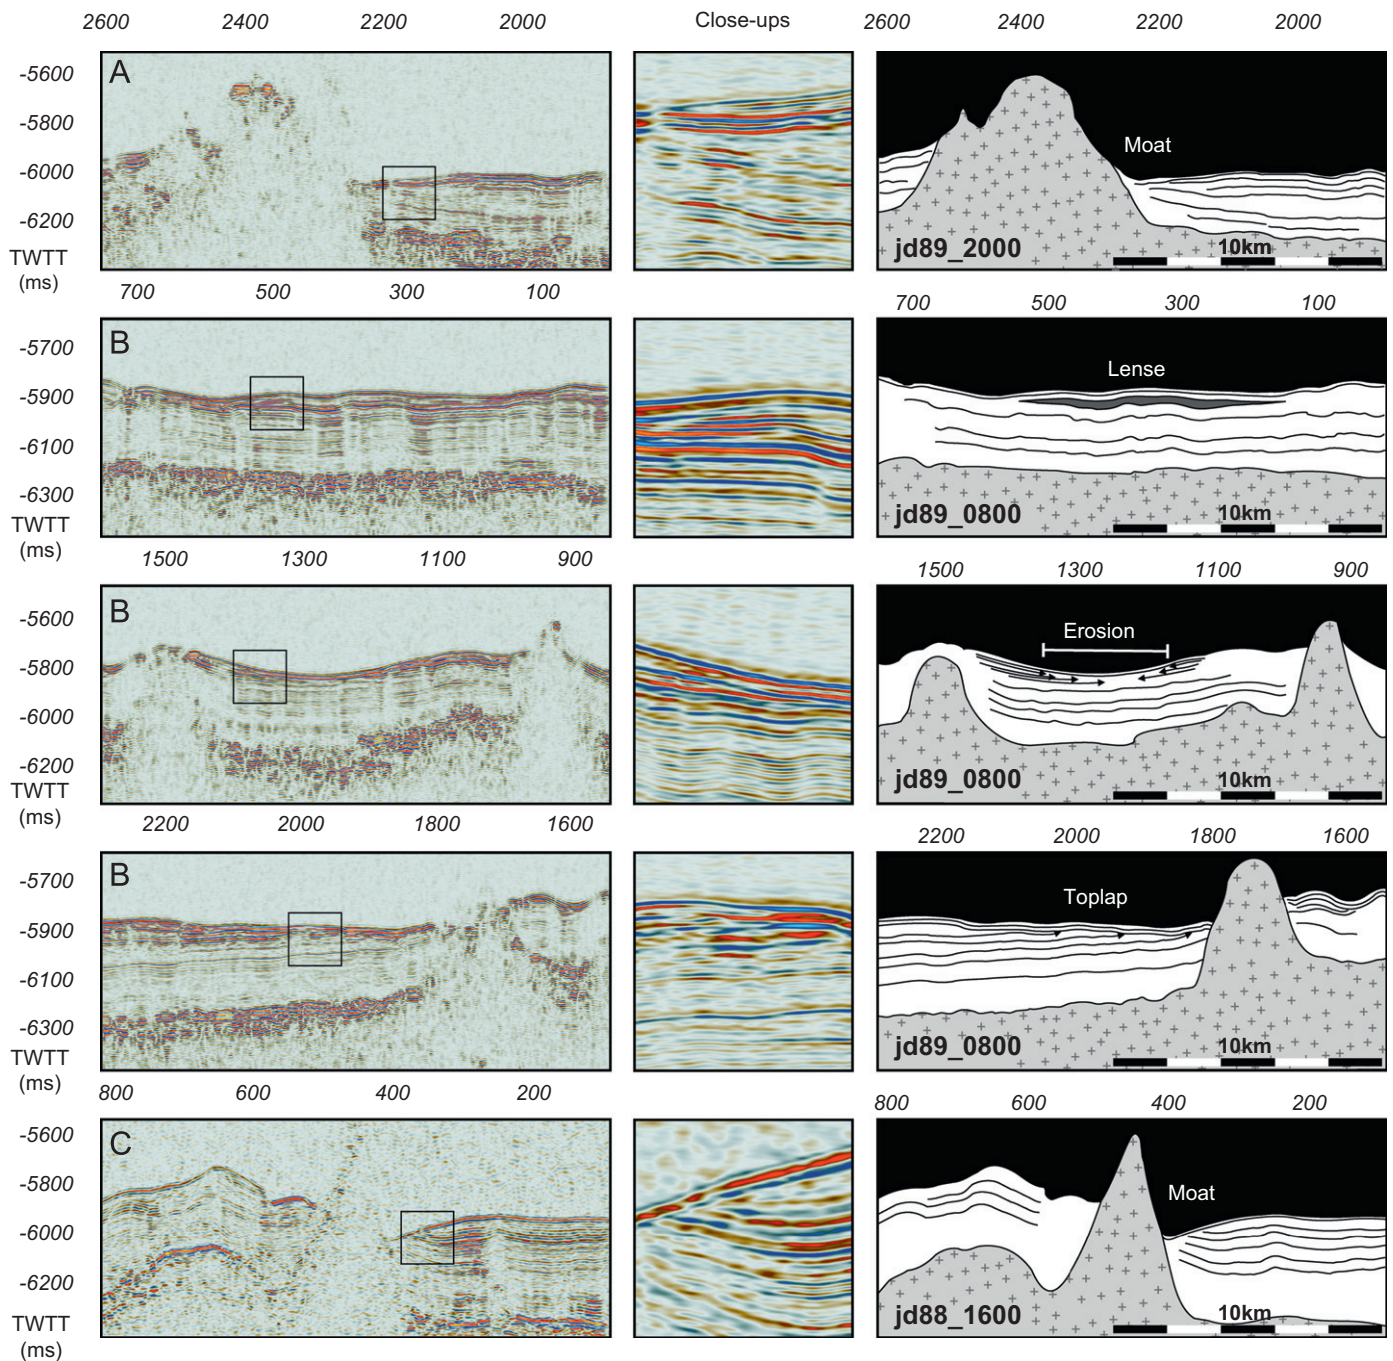 2600 2400 2200 2000 Close-ups 2600 2400 2200 2000
-5600
-5800
-6000
-6200
TWTT
(ms)
A
Moat
jd89_2000
10km
700 500 300 100 700 500 300 100
-5700
-5900
-6100
-6300
TWTT
(ms)
B
Lense
jd89_0800
10km
1500 1300 1100 900 1500 1300 1100 900
-5600
-5800
-6000
-6200
TWTT
(ms)
B
Erosion
jd89_0800
10km
2200 2000 1800 1600 2200 2000 1800 1600
-5700
-5900
-6100
-6300
TWTT
(ms)
B
Toplap
jd89_0800
10km
800 600 400 200 800 600 400 200
-5600
-5800
-6000
-6200
TWTT
(ms)
C
Moat
jd88_1600
10km